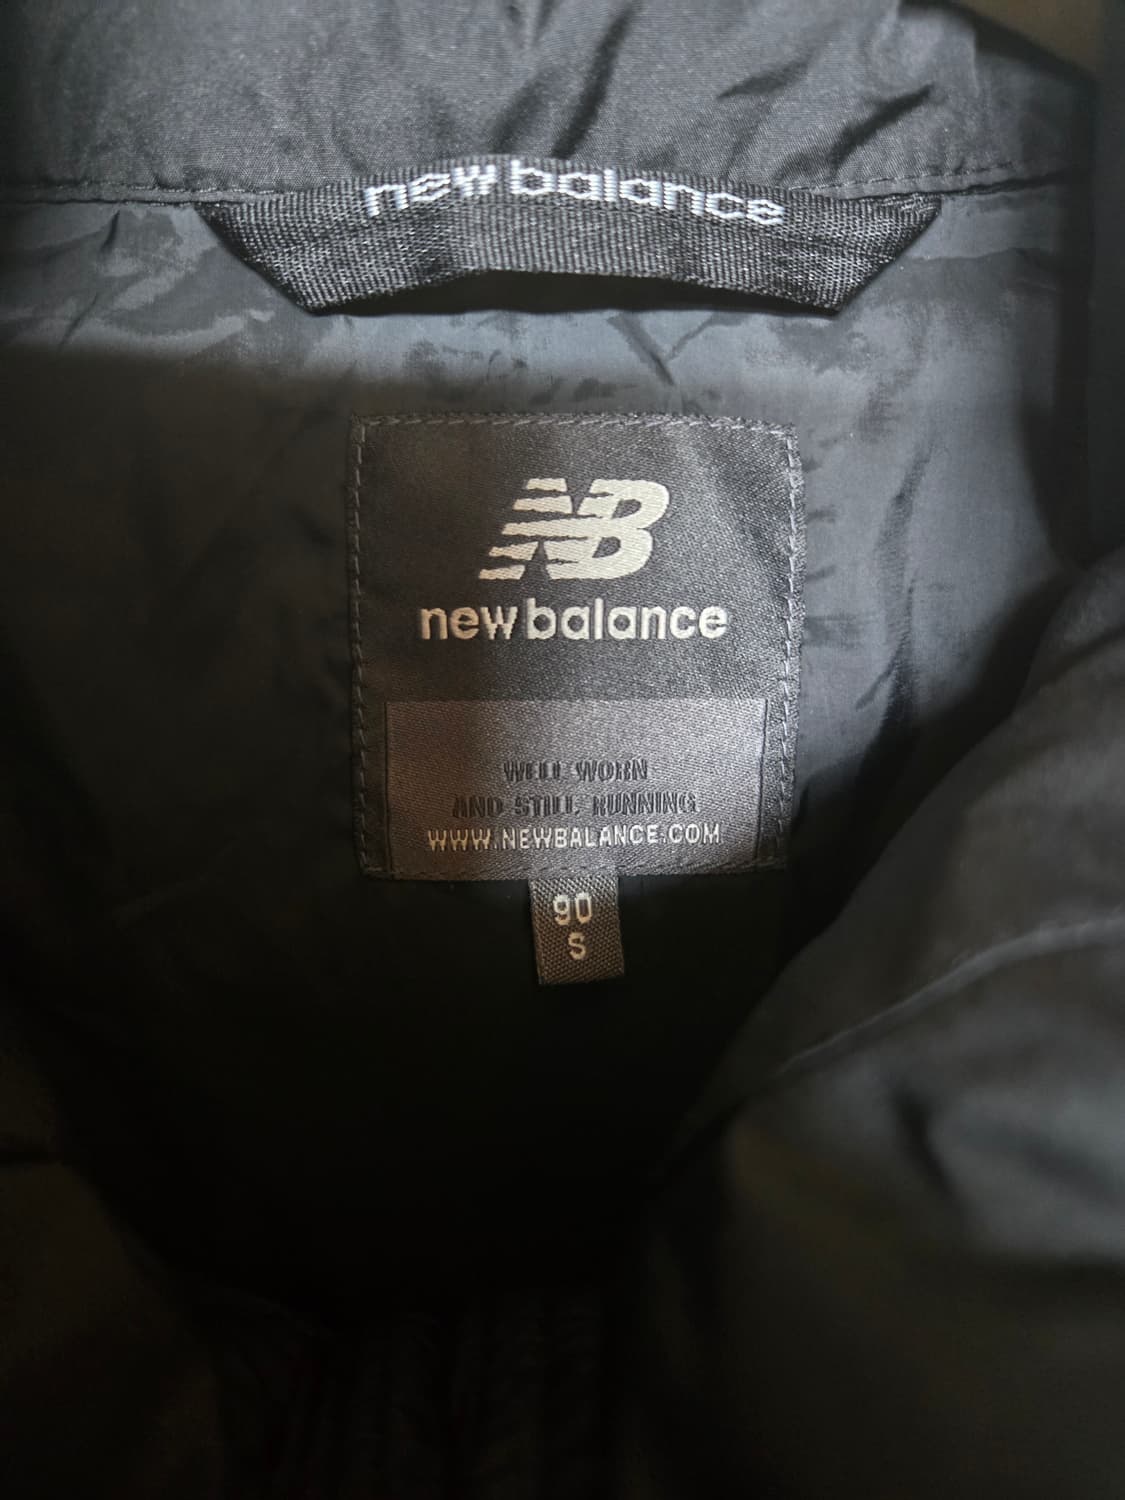 new balance
NB
new balance
WELL WORN
AND STILL RUNNING
WWW.NEWBALANCE.COM
90
S